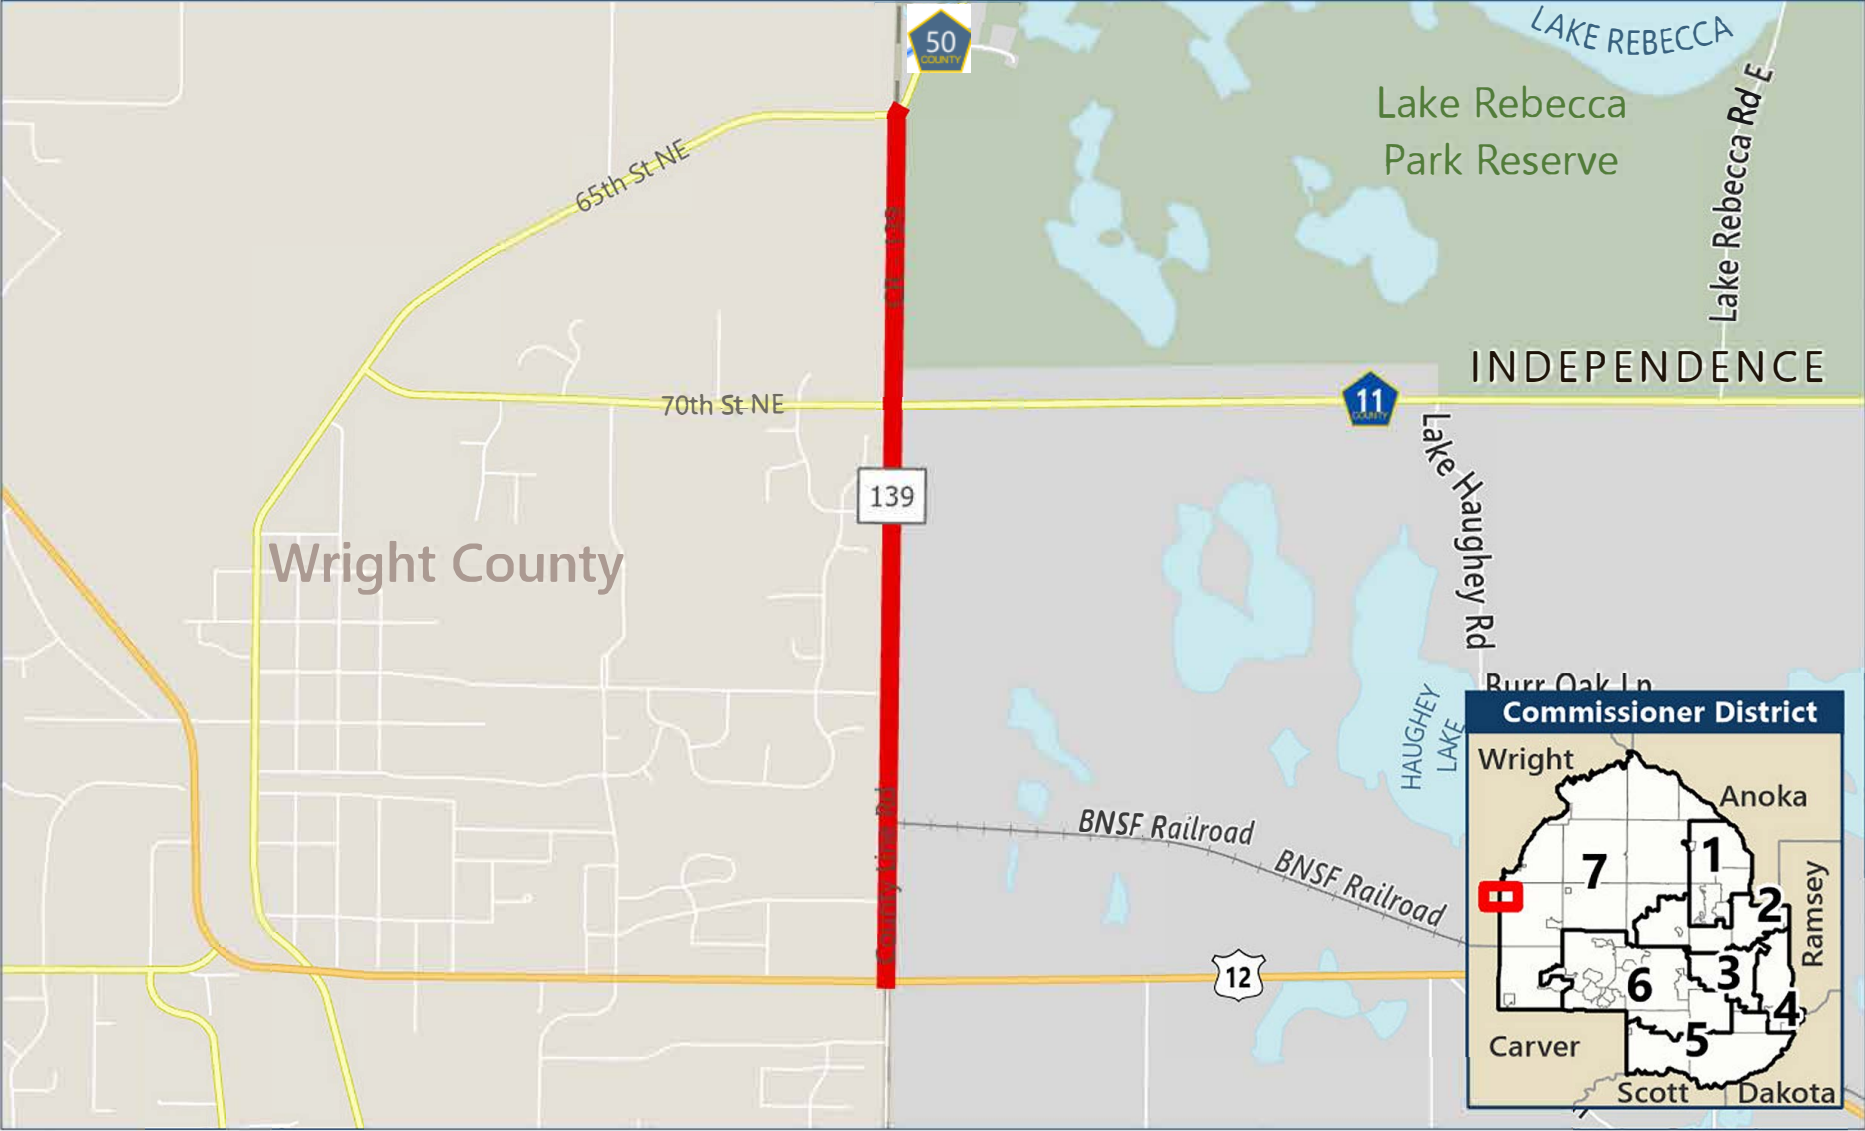 50
COUNTY
LAKE REBECCA
Lake Rebecca
Park Reserve
Lake Rebecca Rd E
65th St NE
INDEPENDENCE
70th St NE
11
COUNTY
Lake Haughey Rd
139
Wright County
Burr Oak Ln
HAUGHEY
LAKE
County Line Rd
BNSF Railroad
BNSF Railroad
12
Commissioner District
Wright
Anoka
7
1
2
Ramsey
3
6
4
5
Carver
Scott
Dakota